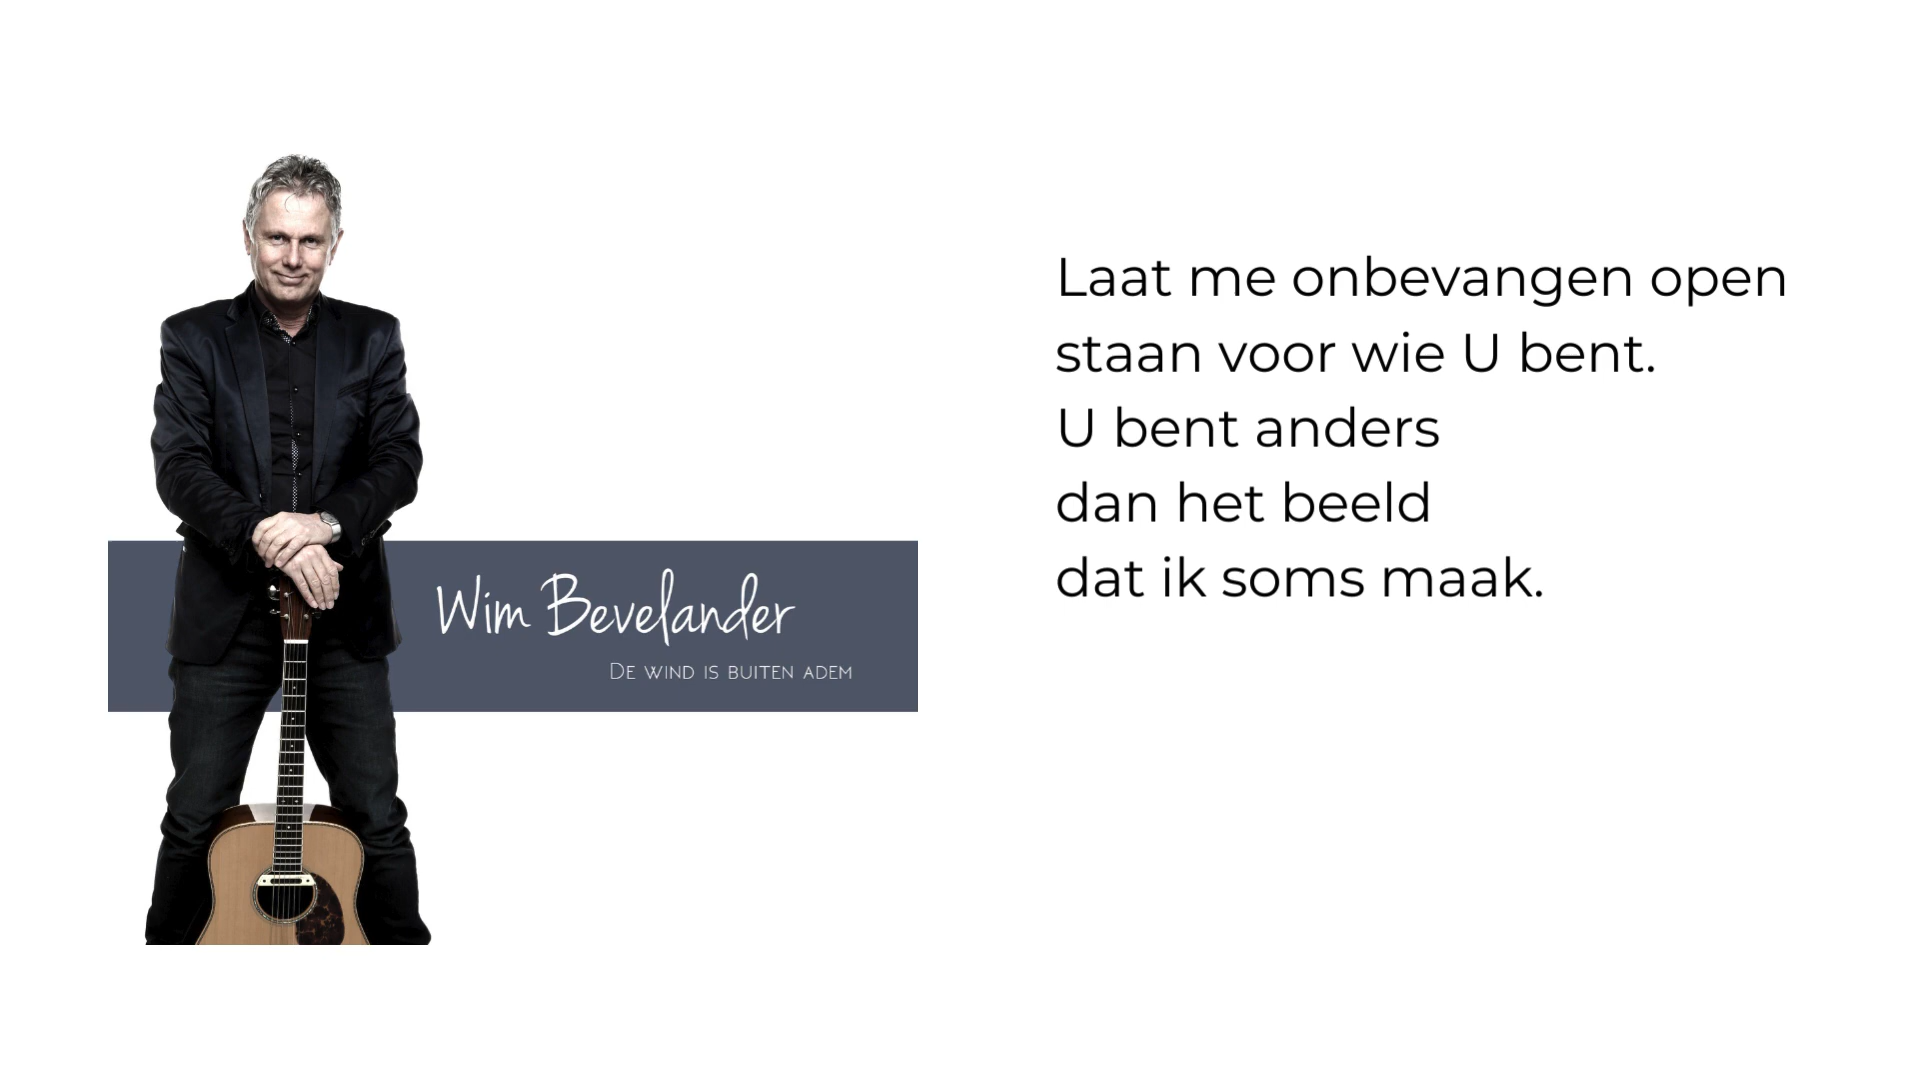 Wim Bevelander
De wind is buiten adem
Laat me onbevangen open
staan voor wie U bent.
U bent anders
dan het beeld
dat ik soms maak.